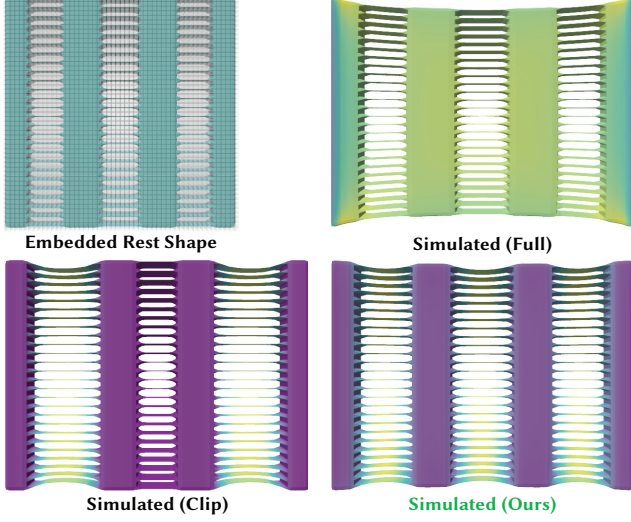 Embedded Rest Shape
Simulated (Full)
Simulated (Clip)
Simulated (Ours)